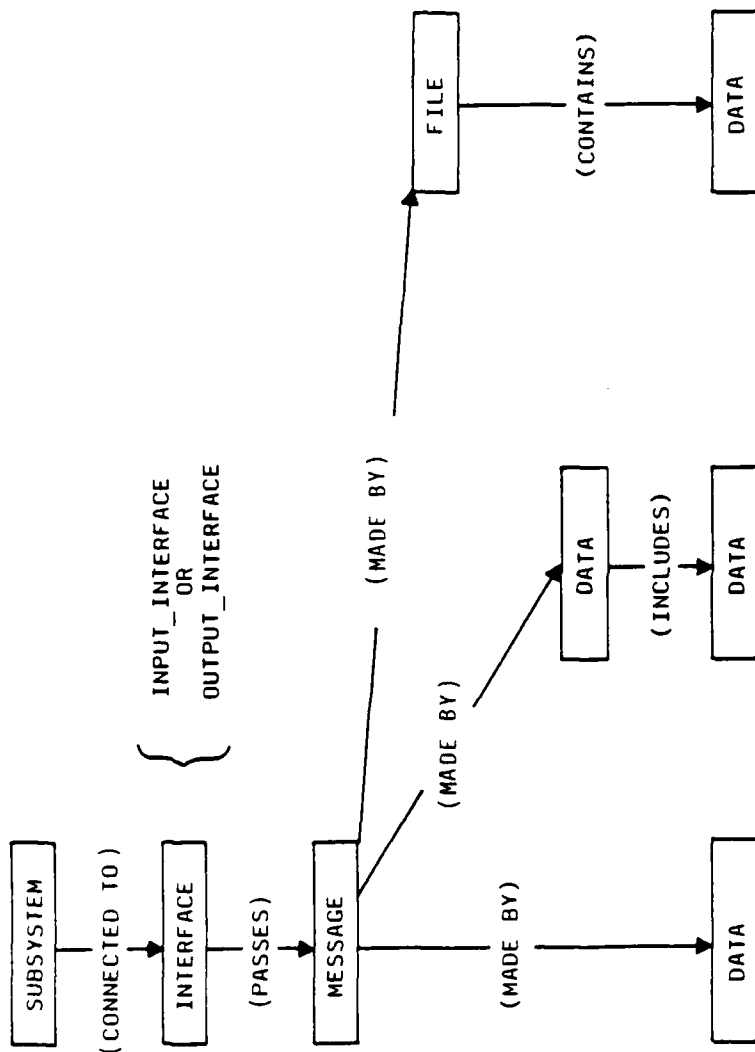 SUBSYSTEM
(CONNECTED TO)
INTERFACE
INPUT_INTERFACE
OR
OUTPUT_INTERFACE
(PASSES)
MESSAGE
(MADE BY)
(MADE BY)
(MADE BY)
FILE
(CONTAINS)
DATA
(INCLUDES)
DATA
DATA
DATA